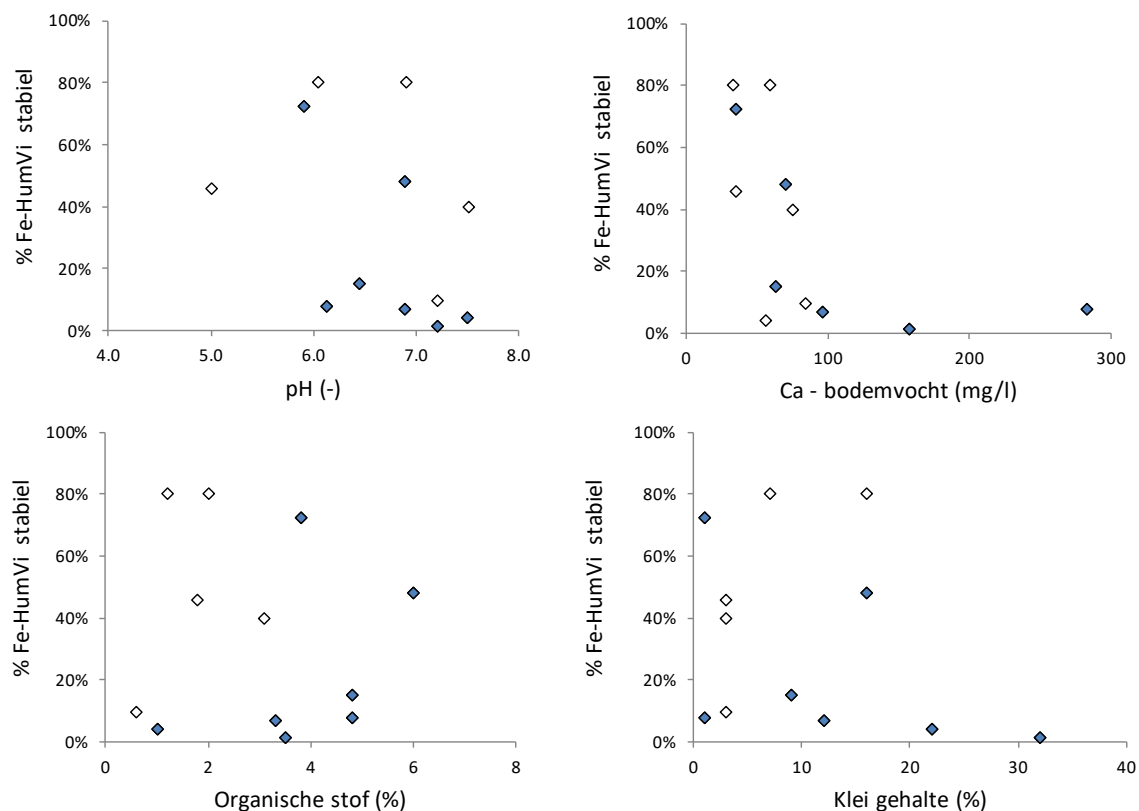 100%
80%
60%
40%
20%
0%
% Fe-HumVi stabiel
4.0 5.0 6.0 7.0 8.0
pH (-)
100%
80%
60%
40%
20%
0%
% Fe-HumVi stabiel
0 100 200 300
Ca - bodemvocht (mg/l)
100%
80%
60%
40%
20%
0%
% Fe-HumVi stabiel
0 2 4 6 8
Organische stof (%)
100%
80%
60%
40%
20%
0%
% Fe-HumVi stabiel
0 10 20 30 40
Klei gehalte (%)